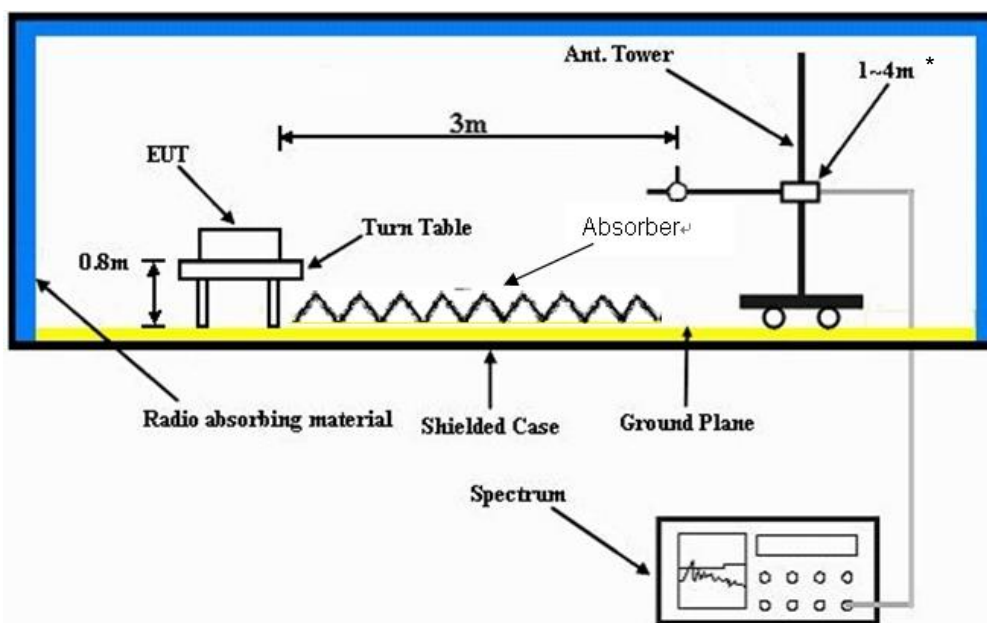 Ant. Tower
1~4m *
3m
EUT
Turn Table
Absorber↵
0.8m
Radio absorbing material
Shielded Case
Ground Plane
Spectrum